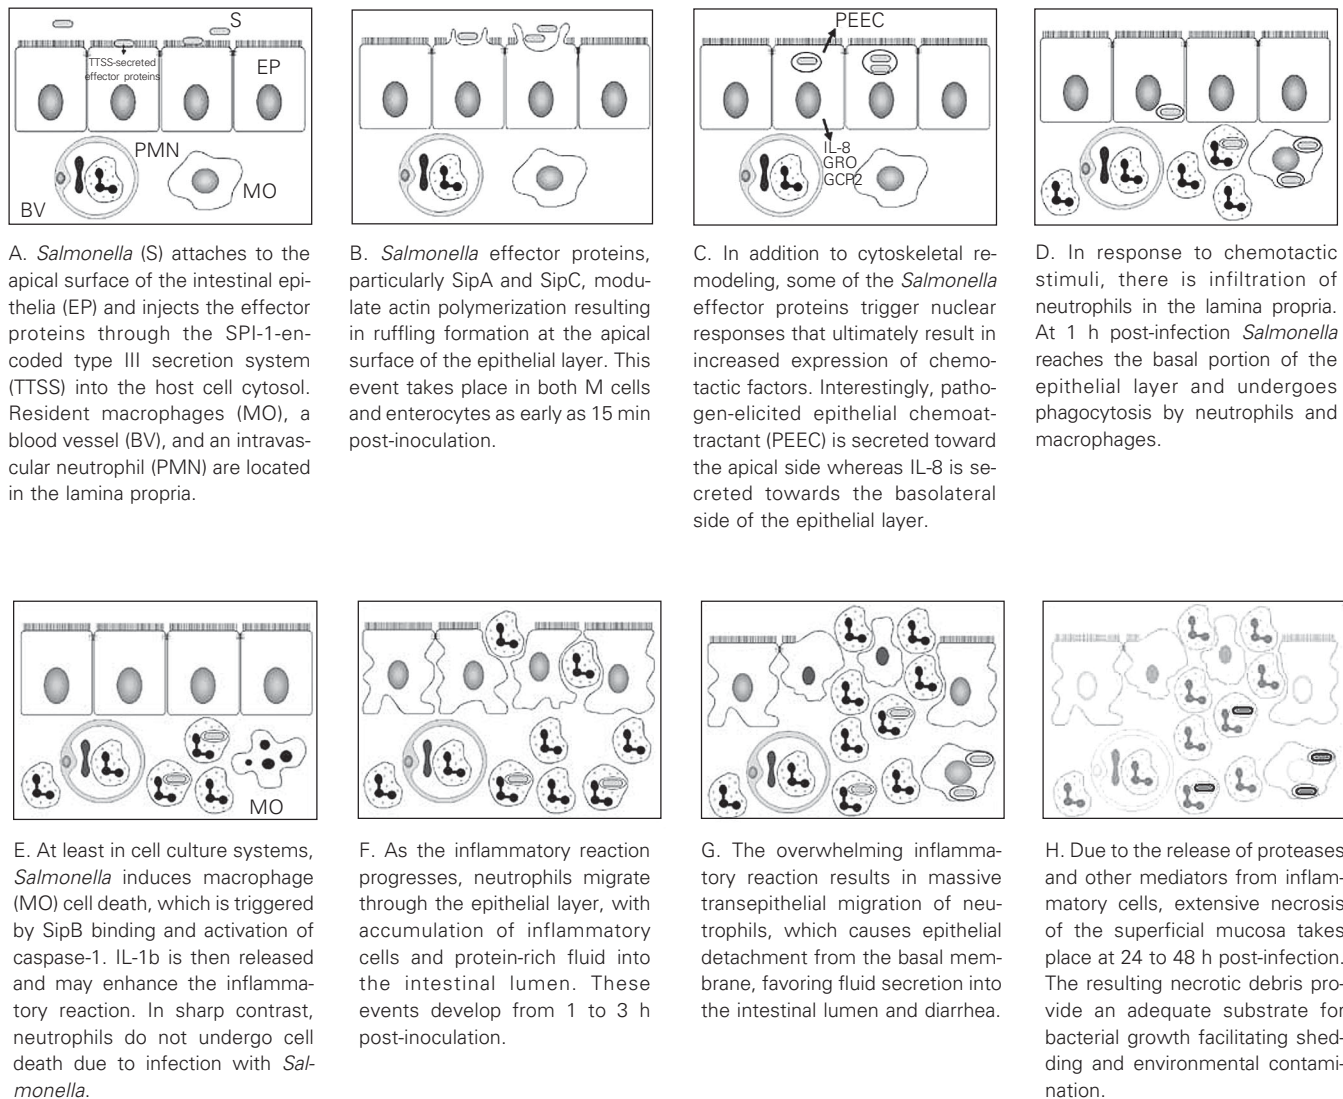 S
TTSS-secreted
effector proteins
EP
PMN
MO
BV
A. Salmonella (S) attaches to the
apical surface of the intestinal epi-
thelia (EP) and injects the effector
proteins through the SPI-1-en-
coded type III secretion system
(TTSS) into the host cell cytosol.
Resident macrophages (MO), a
blood vessel (BV), and an intravas-
cular neutrophil (PMN) are located
in the lamina propria.
B. Salmonella effector proteins,
particularly SipA and SipC, modu-
late actin polymerization resulting
in ruffling formation at the apical
surface of the epithelial layer. This
event takes place in both M cells
and enterocytes as early as 15 min
post-inoculation.
PEEC
IL-8
GRO
GCP2
C. In addition to cytoskeletal re-
modeling, some of the Salmonella
effector proteins trigger nuclear
responses that ultimately result in
increased expression of chemo-
tactic factors. Interestingly, patho-
gen-elicited epithelial chemoat-
tractant (PEEC) is secreted toward
the apical side whereas IL-8 is se-
creted towards the basolateral
side of the epithelial layer.
D. In response to chemotactic
stimuli, there is infiltration of
neutrophils in the lamina propria.
At 1 h post-infection Salmonella
reaches the basal portion of the
epithelial layer and undergoes
phagocytosis by neutrophils and
macrophages.
MO
E. At least in cell culture systems,
Salmonella induces macrophage
(MO) cell death, which is triggered
by SipB binding and activation of
caspase-1. IL-1b is then released
and may enhance the inflamma-
tory reaction. In sharp contrast,
neutrophils do not undergo cell
death due to infection with Sal-
monella.
F. As the inflammatory reaction
progresses, neutrophils migrate
through the epithelial layer, with
accumulation of inflammatory
cells and protein-rich fluid into
the intestinal lumen. These
events develop from 1 to 3 h
post-inoculation.
G. The overwhelming inflamma-
tory reaction results in massive
transepithelial migration of neu-
trophils, which causes epithelial
detachment from the basal mem-
brane, favoring fluid secretion into
the intestinal lumen and diarrhea.
H. Due to the release of proteases
and other mediators from inflam-
matory cells, extensive necrosis
of the superficial mucosa takes
place at 24 to 48 h post-infection.
The resulting necrotic debris pro-
vide an adequate substrate for
bacterial growth facilitating shed-
ding and environmental contami-
nation.